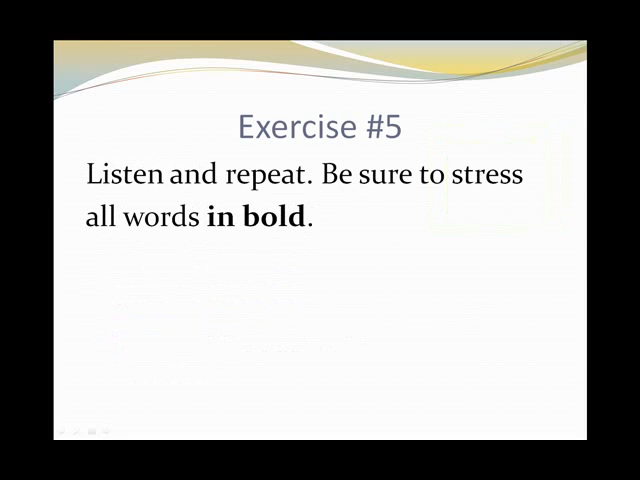 Exercise #5
Listen and repeat. Be sure to stress
all words in bold.